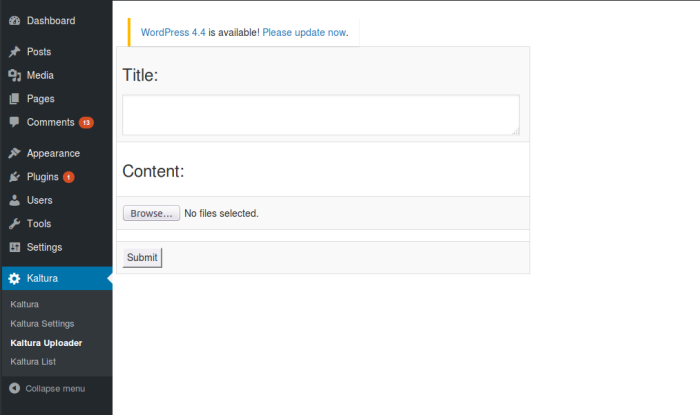 Dashboard
Posts
Media
Pages
Comments 13
Appearance
Plugins 1
Users
Tools
Settings
Kaltura
Kaltura
Kaltura Settings
Kaltura Uploader
Kaltura List
Collapse menu
WordPress 4.4 is available! Please update now.
Title:
Content:
Browse... No files selected.
Submit